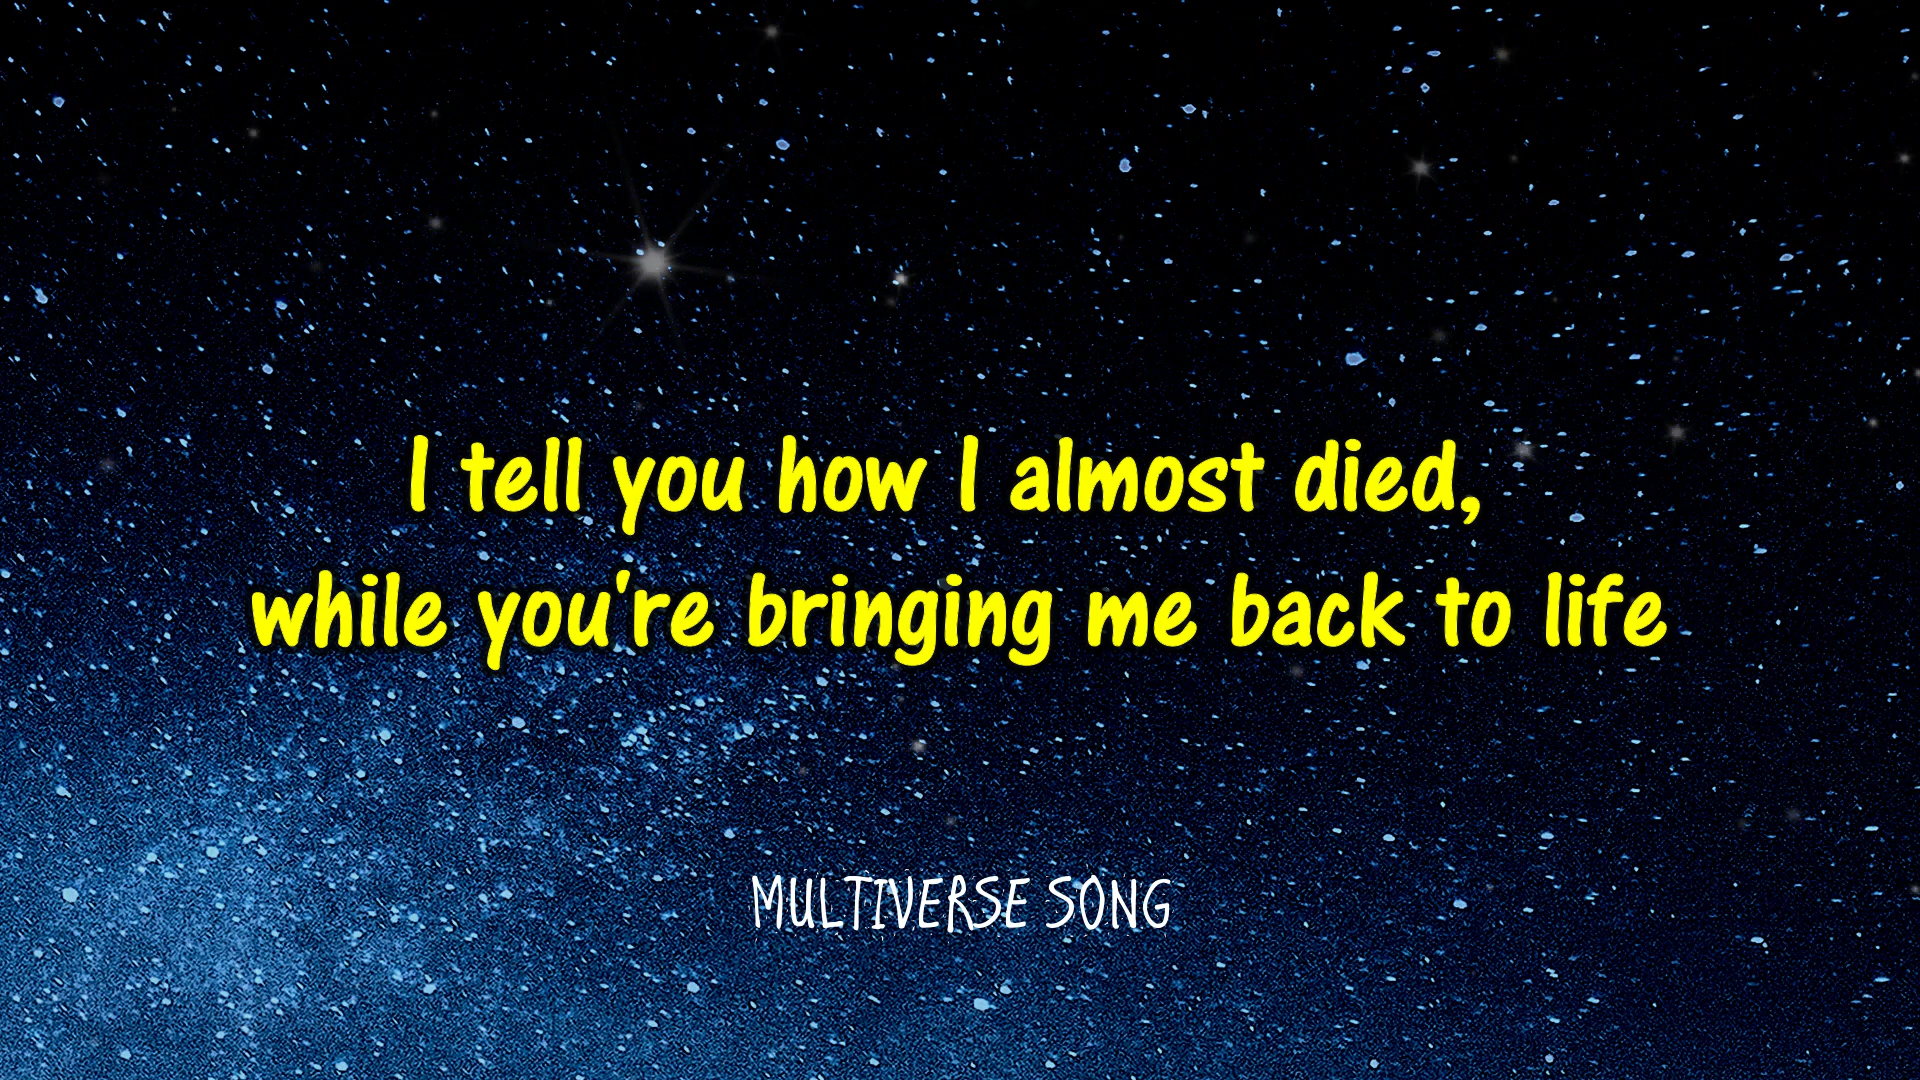 I tell you how I almost died,
while you're bringing me back to life
MULTIVERSE SONG